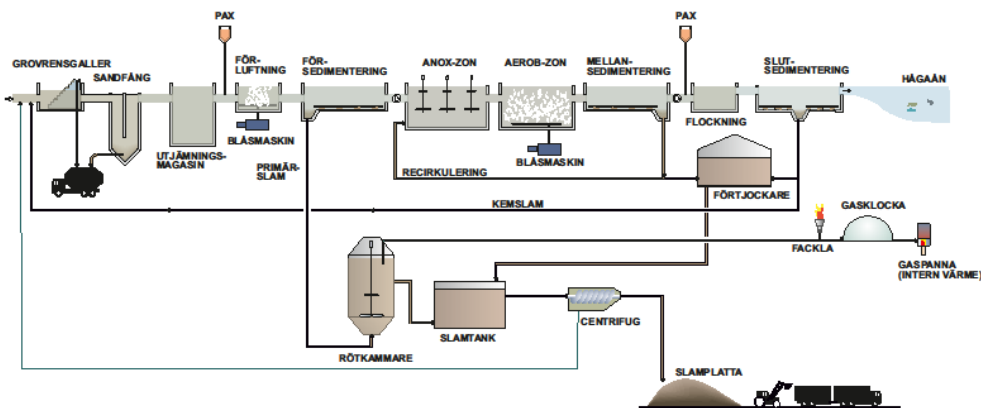 PAX
PAX
GROVRENSGALLER
SANDFÅNG
FÖR-
LUFTNING
FÖR-
SEDIMENTERING
ANOX-ZON
AEROB-ZON
MELLAN-
SEDIMENTERING
SLUT-
SEDIMENTERING
HÅGAÅN
FLOCKNING
BLÅSMASKIN
UTJÄMNINGS-
MAGASIN
BLÅSMASKIN
PRIMÄR-
SLAM
RECIRKULERING
FÖRTJOCKARE
KEMSLAM
GASKLOCKA
FACKLA
GASPANNA
(INTERN VÄRME)
SLAMTANK
CENTRIFUG
RÖTKAMMARE
SLAMPLATTA